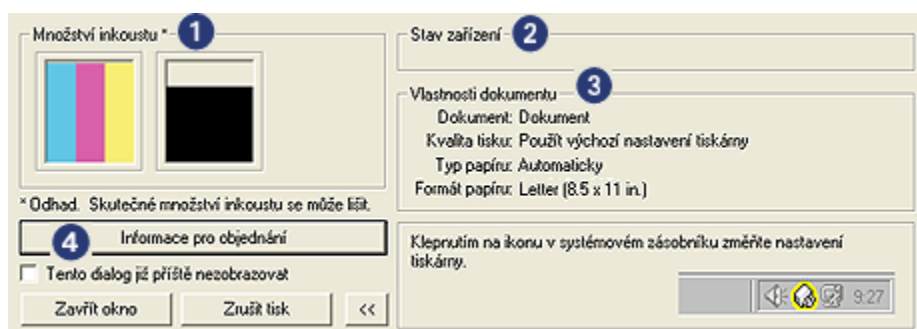 Množství inkoustu * 1
* Odhad. Skutečné množství inkoustu se může lišit.
4 Informace pro objednání
Tento dialog již příště nezobrazovat
Zavřít okno Zrušit tisk <<
Stav zařízení 2
Vlastnosti dokumentu 3
Dokument: Dokument
Kvalita tisku: Použít výchozí nastavení tiskárny
Typ papíru: Automaticky
Formát papíru: Letter (8.5 x 11 in.)
Klepnutím na ikonu v systémovém zásobníku změňte nastavení
tiskárny.
9:27